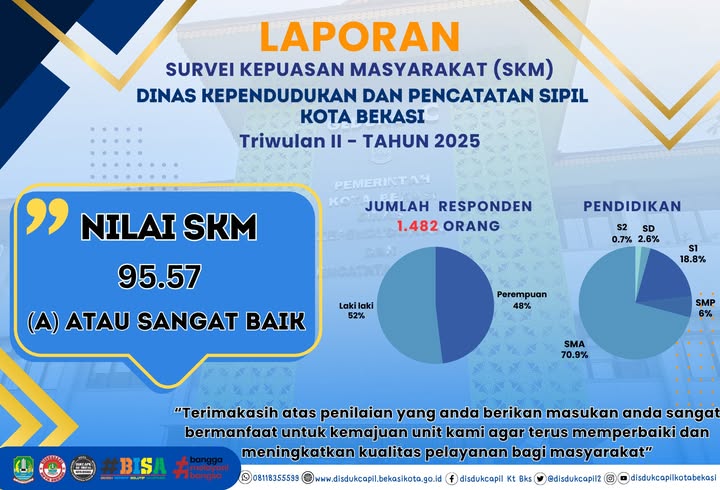 LAPORAN
SURVEI KEPUASAN MASYARAKAT (SKM)
DINAS KEPENDUDUKAN DAN PENCATATAN SIPIL
KOTA BEKASI
Triwulan II - TAHUN 2025
PEMERINTAH
NILAI SKM
95.57
(A) ATAU SANGAT BAIK
JUMLAH RESPONDEN
1.482 ORANG
Laki laki
52%
Perempuan
48%
PENDIDIKAN
S2
0.7%
SD
2.6%
S1
18.8%
SMP
6%
SMA
70.9%
“Terimakasih atas penilaian yang anda berikan masukan anda sangat
bermanfaat untuk kemajuan unit kami agar terus memperbaiki dan
meningkatkan kualitas pelayanan bagi masyarakat”
#BISA
#bangga
melayani
bangsa
08118355599
www.disdukcapil.bekasikota.go.id
disdukcapil Kt Bks
@disdukcapil2
disdukcapilkotabekasi